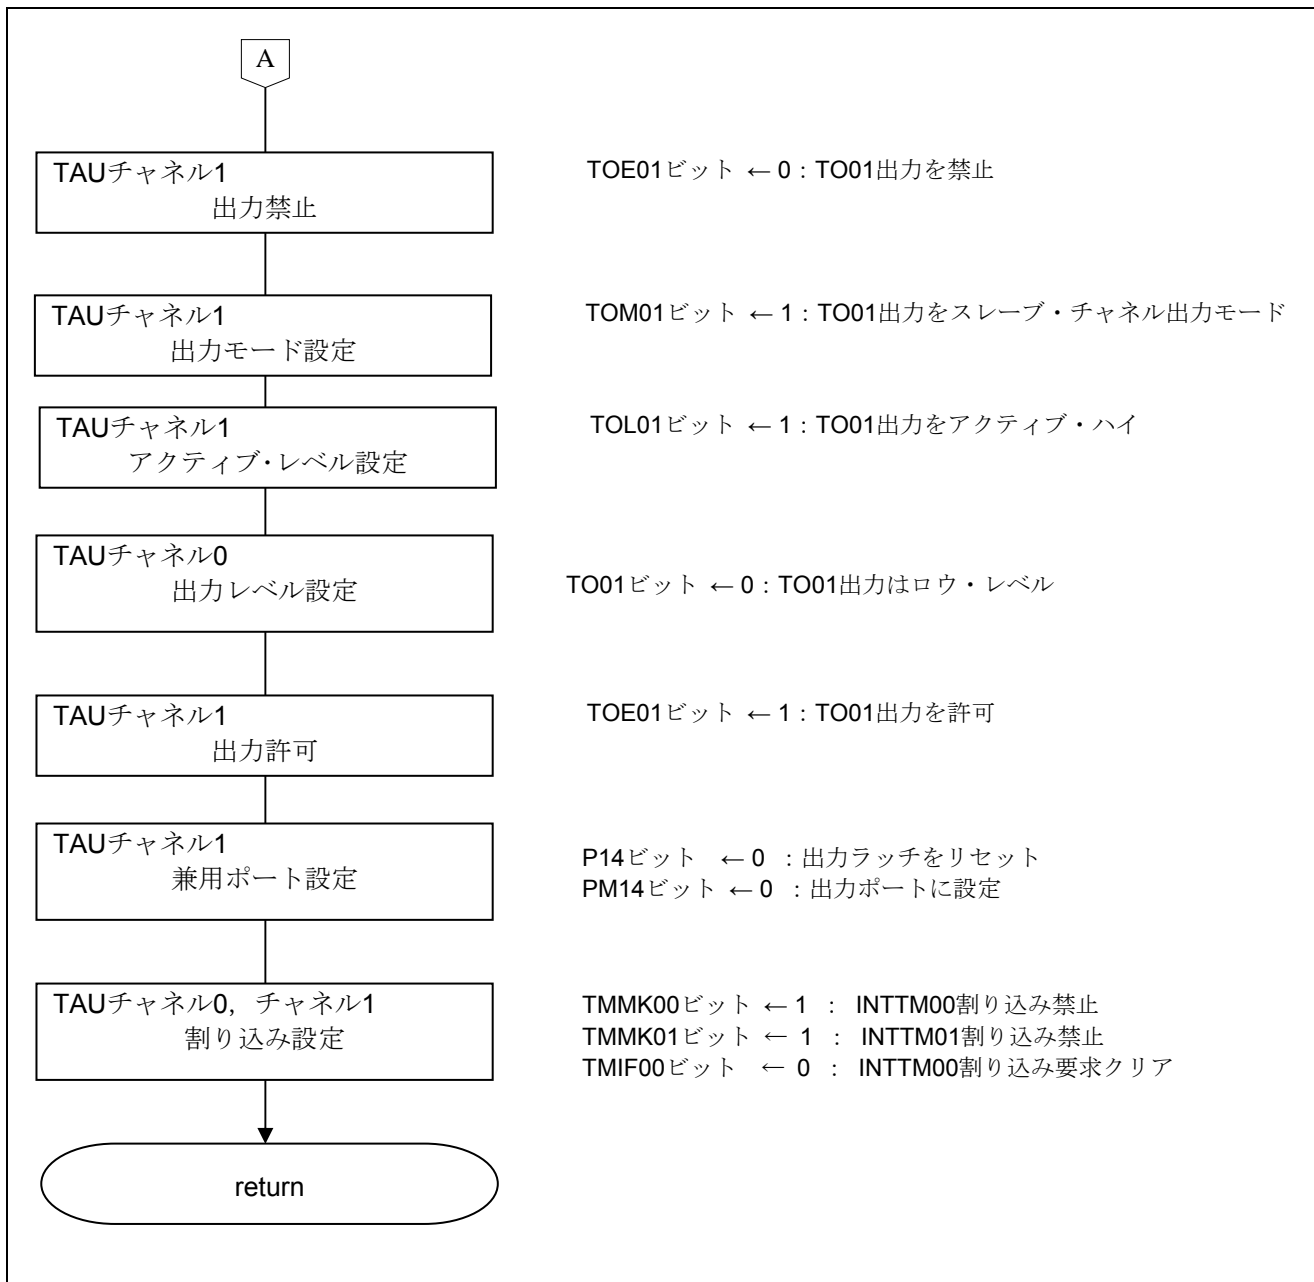 A
TAUチャネル1
出力禁止
TOE01ビット ← 0 : TO01出力を禁止
TAUチャネル1
出力モード設定
TOM01ビット ← 1 : TO01出力をスレーブ・チャネル出力モード
TAUチャネル1
アクティブ・レベル設定
TOL01ビット ← 1 : TO01出力をアクティブ・ハイ
TAUチャネル0
出力レベル設定
TO01ビット ← 0 : TO01出力はロウ・レベル
TAUチャネル1
出力許可
TOE01ビット ← 1 : TO01出力を許可
TAUチャネル1
兼用ポート設定
P14ビット ← 0 : 出力ラッチをリセット
PM14ビット ← 0 : 出力ポートに設定
TAUチャネル0, チャネル1
割り込み設定
TMMK00ビット ← 1 : INTTM00割り込み禁止
TMMK01ビット ← 1 : INTTM01割り込み禁止
TMIF00ビット ← 0 : INTTM00割り込み要求クリア
return